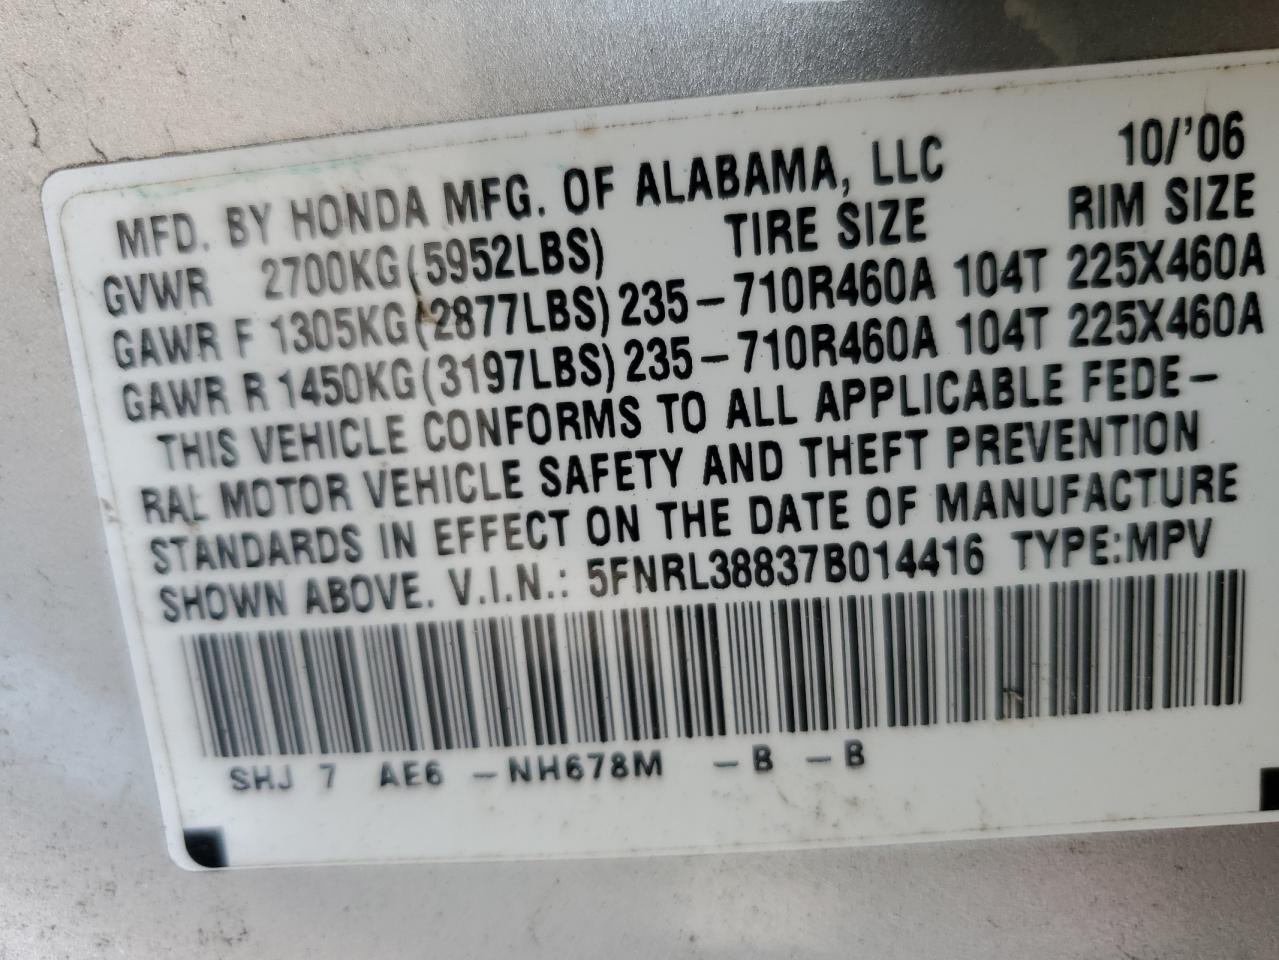 MFD. BY HONDA MFG. OF ALABAMA, LLC 10/'06
GVWR 2700KG(5952LBS) TIRE SIZE RIM SIZE
GAWR F 1305KG(2877LBS) 235-710R460A 104T 225X460A
GAWR R 1450KG(3197LBS) 235-710R460A 104T 225X460A
THIS VEHICLE CONFORMS TO ALL APPLICABLE FEDE-
RAL MOTOR VEHICLE SAFETY AND THEFT PREVENTION
STANDARDS IN EFFECT ON THE DATE OF MANUFACTURE
SHOWN ABOVE. V.I.N.: 5FNRL38837B014416 TYPE:MPV
SHJ 7 AE6 -NH678M -B -B